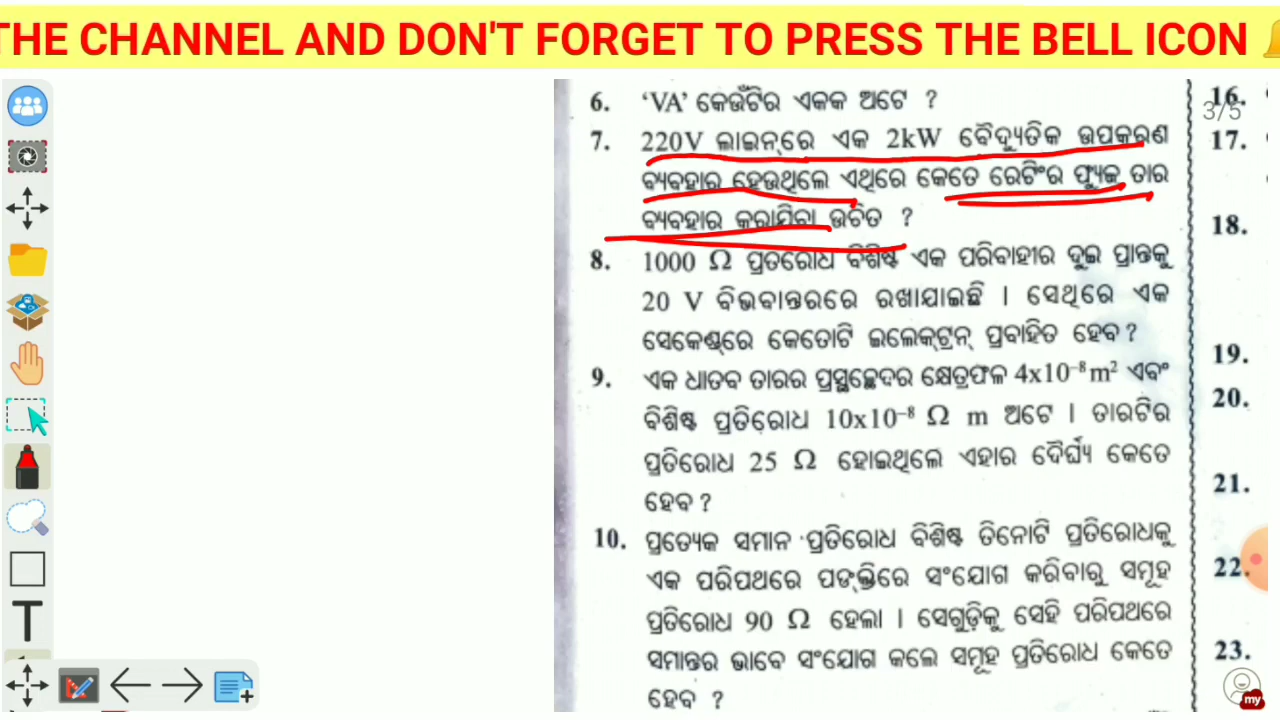 THE CHANNEL AND DON'T FORGET TO PRESS THE BELL ICON
6. 'VA' କେଉଁଟିର ଏକକ ଅଟେ ?
7. 220V ଲାଇନ୍‌ରେ ଏକ 2kW ବୈଦ୍ୟୁତିକ ଉପକରଣ
ବ୍ୟବହାର ହେଉଥିଲେ ଏଥିରେ କେତେ ରେଟିଂର ଫ୍ୟୁଜ ତାର
ବ୍ୟବହାର କରାଯିବା ଉଚିତ ?
8. 1000 Ω ପ୍ରତିରୋଧ ବିଶିଷ୍ଟ ଏକ ପରିବାହୀର ଦୁଇ ପ୍ରାନ୍ତକୁ
20 V ବିଭବାନ୍ତରରେ ରଖାଯାଇଛି । ସେଥିରେ ଏକ
ସେକେଣ୍ଡରେ କେତୋଟି ଇଲେକ୍ଟ୍ରନ୍ ପ୍ରବାହିତ ହେବ ?
9. ଏକ ଧାତବ ତାରର ପ୍ରସ୍ଥଚ୍ଛେଦର କ୍ଷେତ୍ରଫଳ 4x10⁻⁸m² ଏବଂ
ବିଶିଷ୍ଟ ପ୍ରତିରୋଧ 10x10⁻⁸ Ω m ଅଟେ । ତାରଟିର
ପ୍ରତିରୋଧ 25 Ω ହୋଇଥିଲେ ଏହାର ଦୈର୍ଘ୍ୟ କେତେ
ହେବ ?
10. ପ୍ରତ୍ୟେକ ସମାନ ପ୍ରତିରୋଧ ବିଶିଷ୍ଟ ତିନୋଟି ପ୍ରତିରୋଧକୁ
ଏକ ପରିପଥରେ ପଙ୍‌କ୍ତିରେ ସଂଯୋଗ କରିବାରୁ ସମୂହ
ପ୍ରତିରୋଧ 90 Ω ହେଲା । ସେଗୁଡ଼ିକୁ ସେହି ପରିପଥରେ
ସମାନ୍ତର ଭାବେ ସଂଯୋଗ କଲେ ସମୂହ ପ୍ରତିରୋଧ କେତେ
ହେବ ?
16.
3/5
17.
18.
19.
20.
21.
22.
23.
T
my